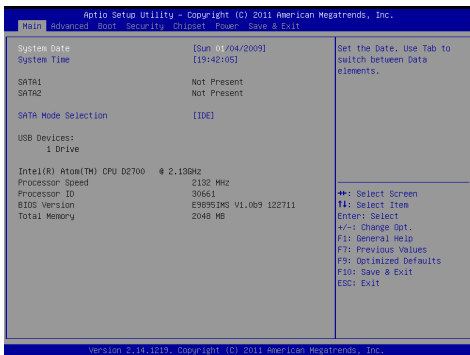 Aptio Setup Utility – Copyright (C) 2011 American Megatrends, Inc.
Main Advanced Boot Security Chipset Power Save & Exit
System Date [Sun 01/04/2009]
System Time [19:42:05]
SATA1 Not Present
SATA2 Not Present
SATA Mode Selection [IDE]
USB Devices:
1 Drive
Intel(R) Atom(TM) CPU D2700 @ 2.13GHz
Processor Speed 2132 MHz
Processor ID 30661
BIOS Version E9895IMS V1.0b9 122711
Total Memory 2048 MB
Set the Date. Use Tab to
switch between Data
elements.
→←: Select Screen
↑↓: Select Item
Enter: Select
+/-: Change Opt.
F1: General Help
F7: Previous Values
F9: Optimized Defaults
F10: Save & Exit
ESC: Exit
Version 2.14.1219. Copyright (C) 2011 American Megatrends, Inc.